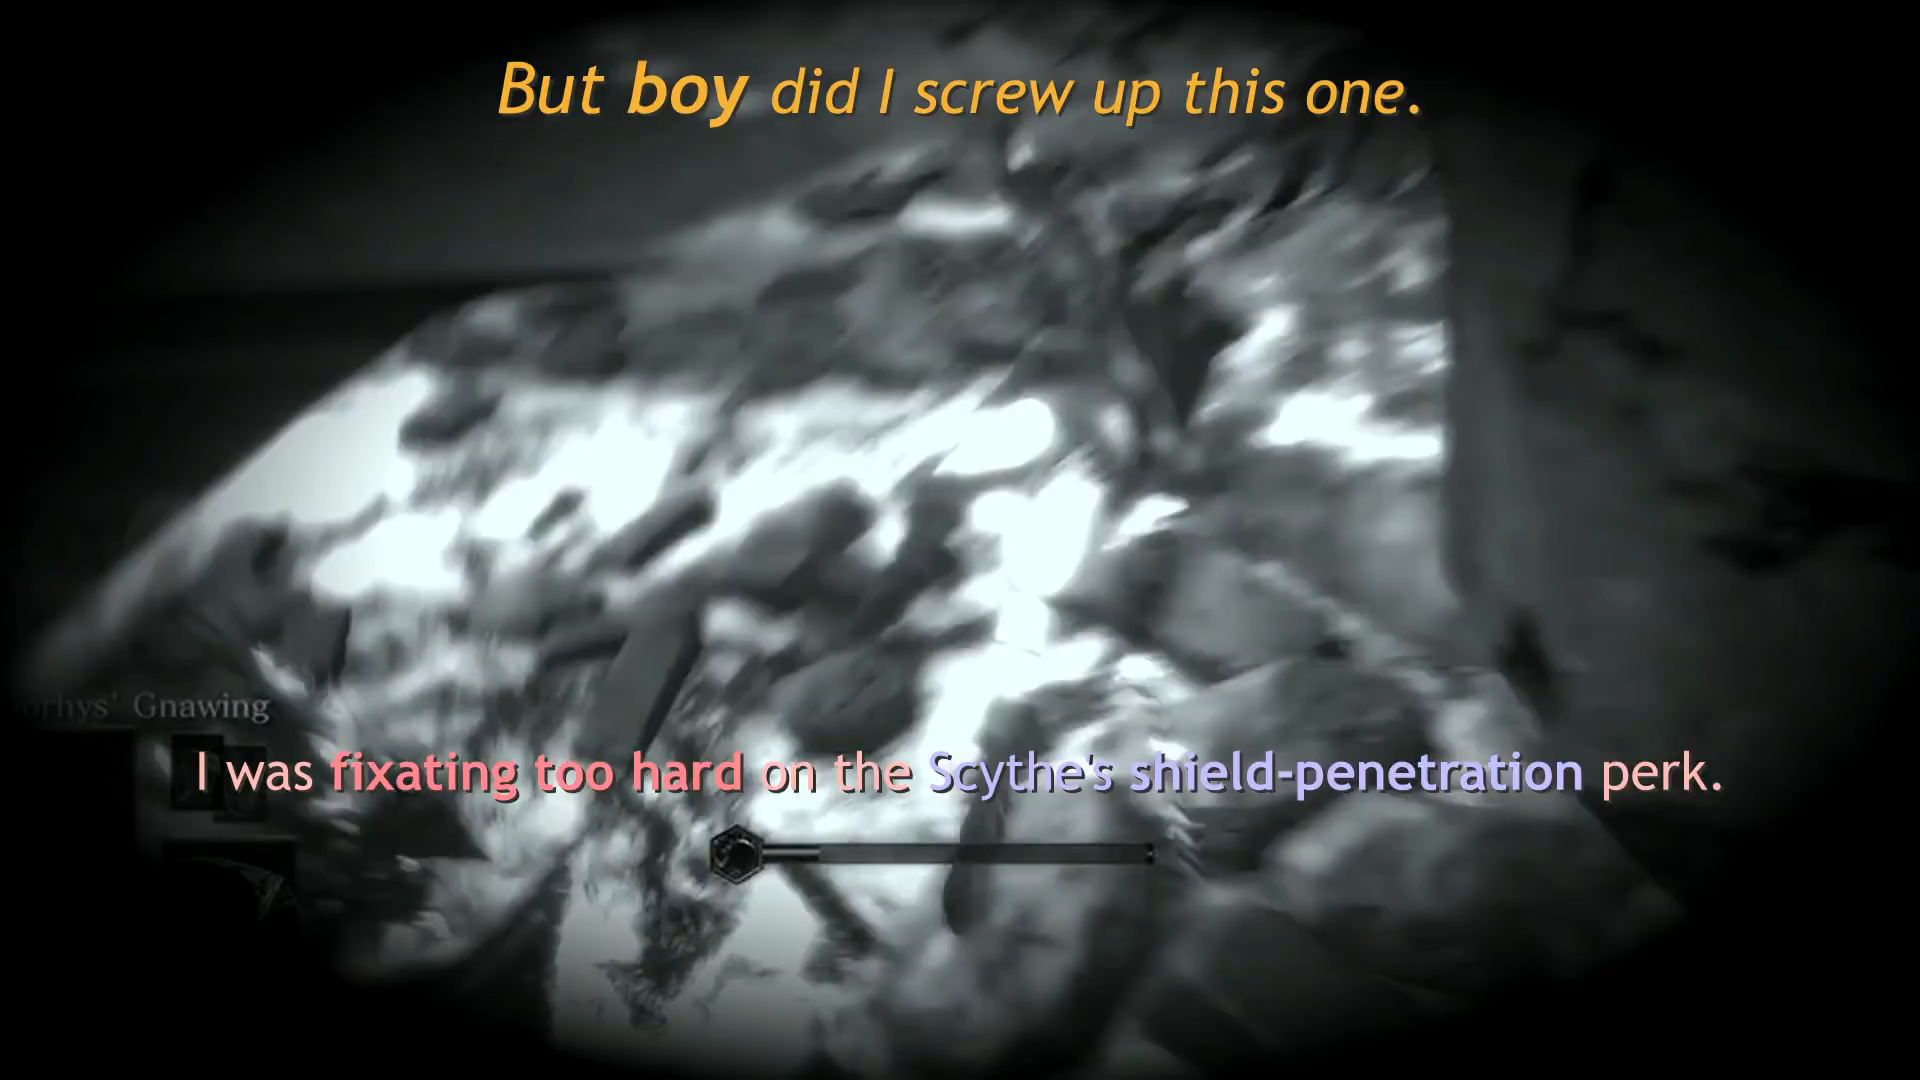 But boy did I screw up this one.
Gnawing
I was fixating too hard on the Scythe's shield-penetration perk.